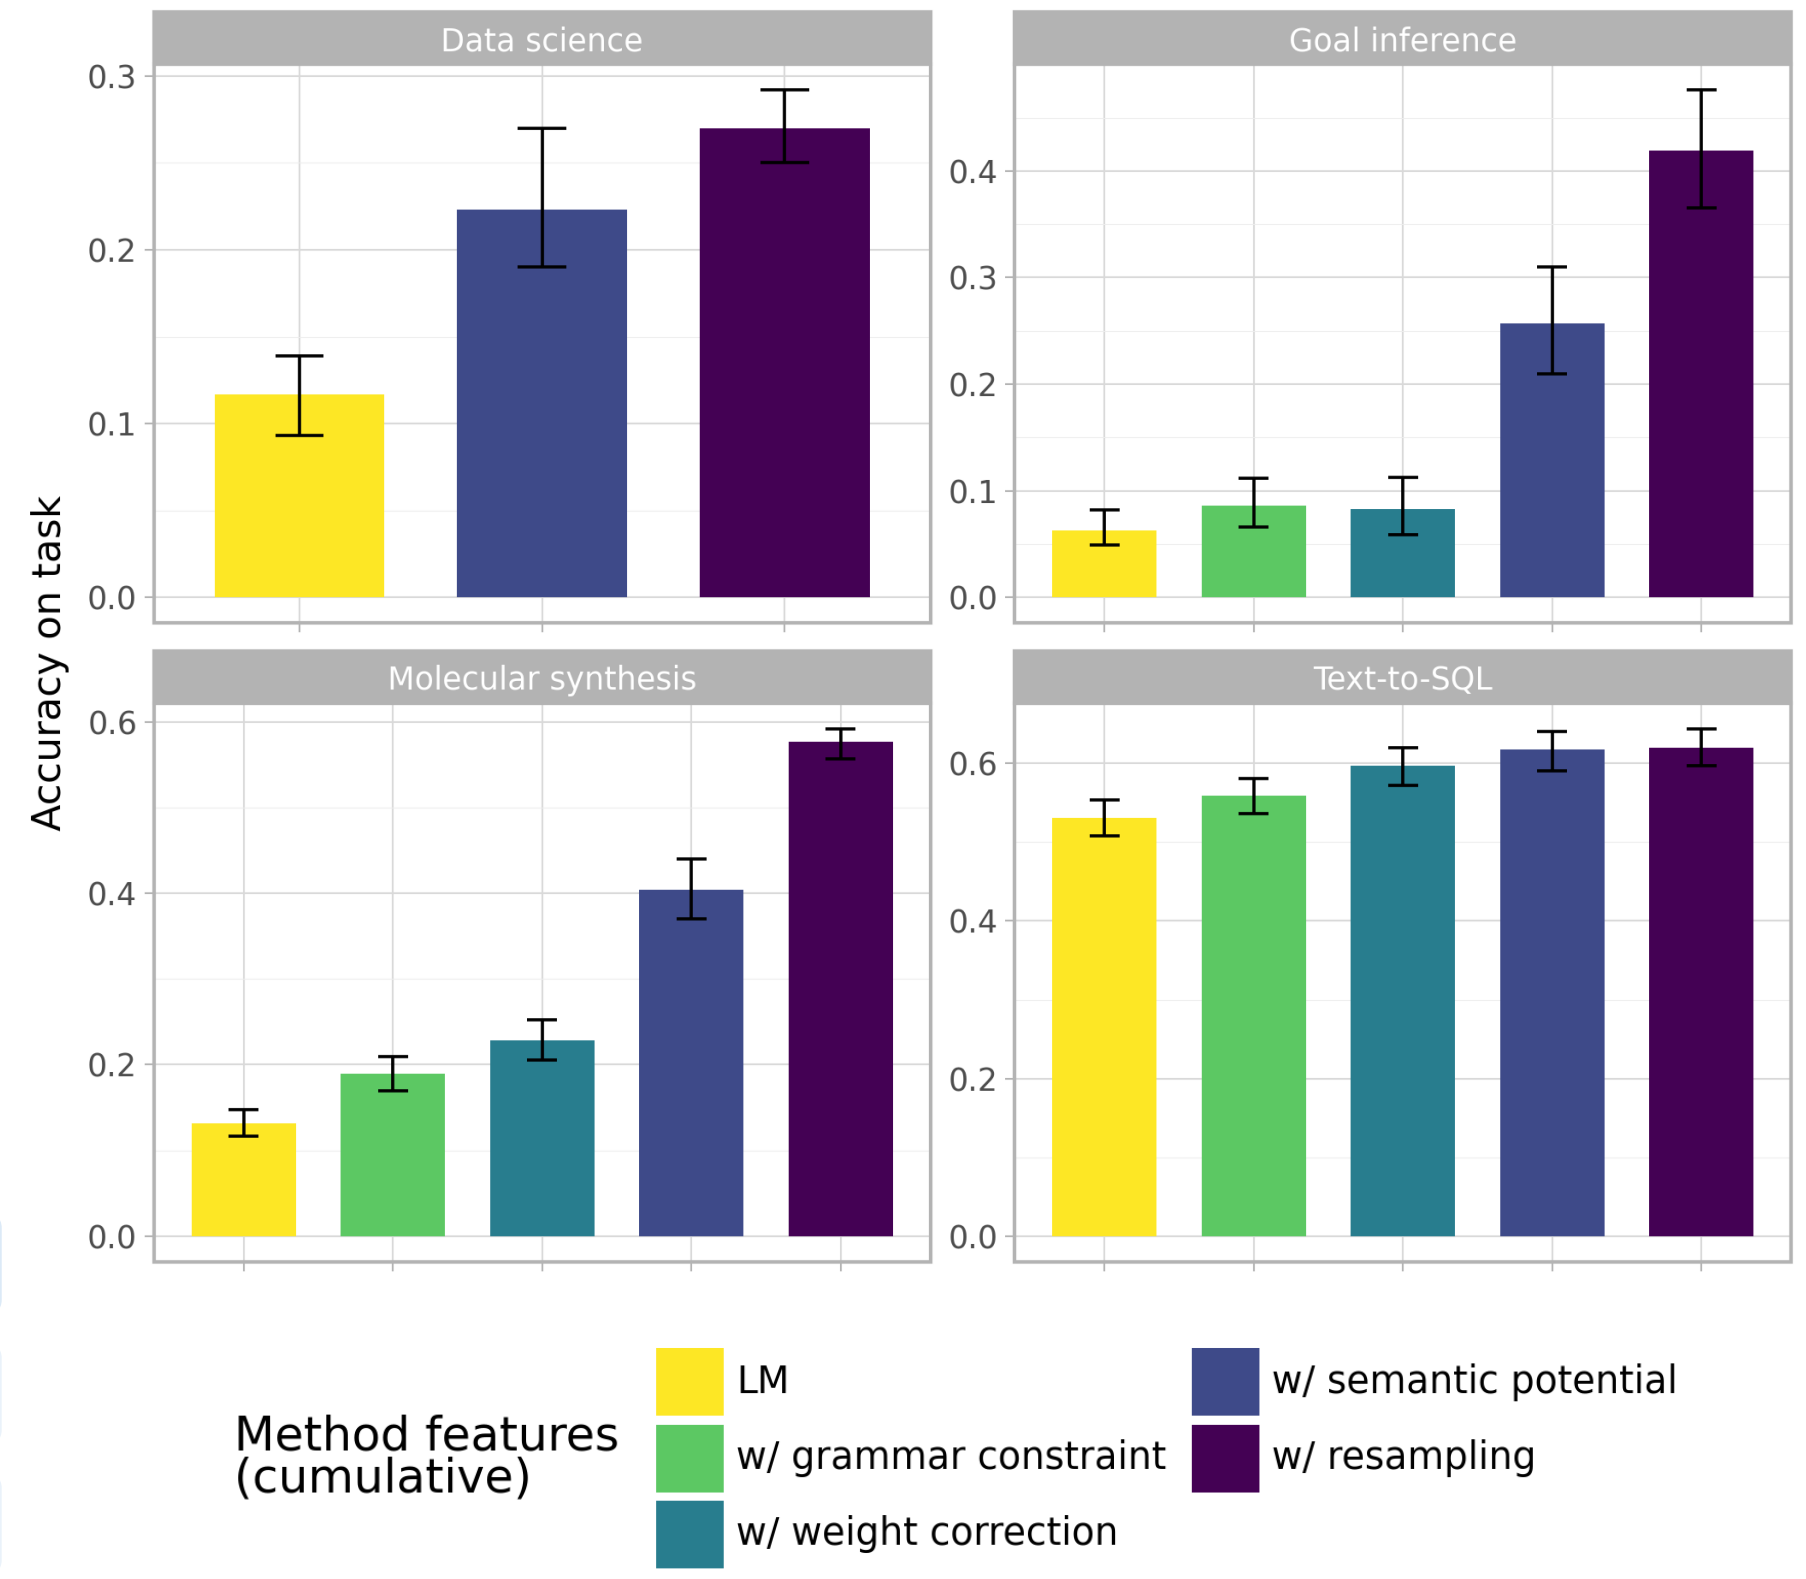 Data science
Goal inference
0.3
0.2
0.1
0.0
0.4
0.3
0.2
0.1
0.0
Accuracy on task
Molecular synthesis
Text-to-SQL
0.6
0.4
0.2
0.0
0.6
0.4
0.2
0.0
Method features
(cumulative)
LM
w/ grammar constraint
w/ weight correction
w/ semantic potential
w/ resampling